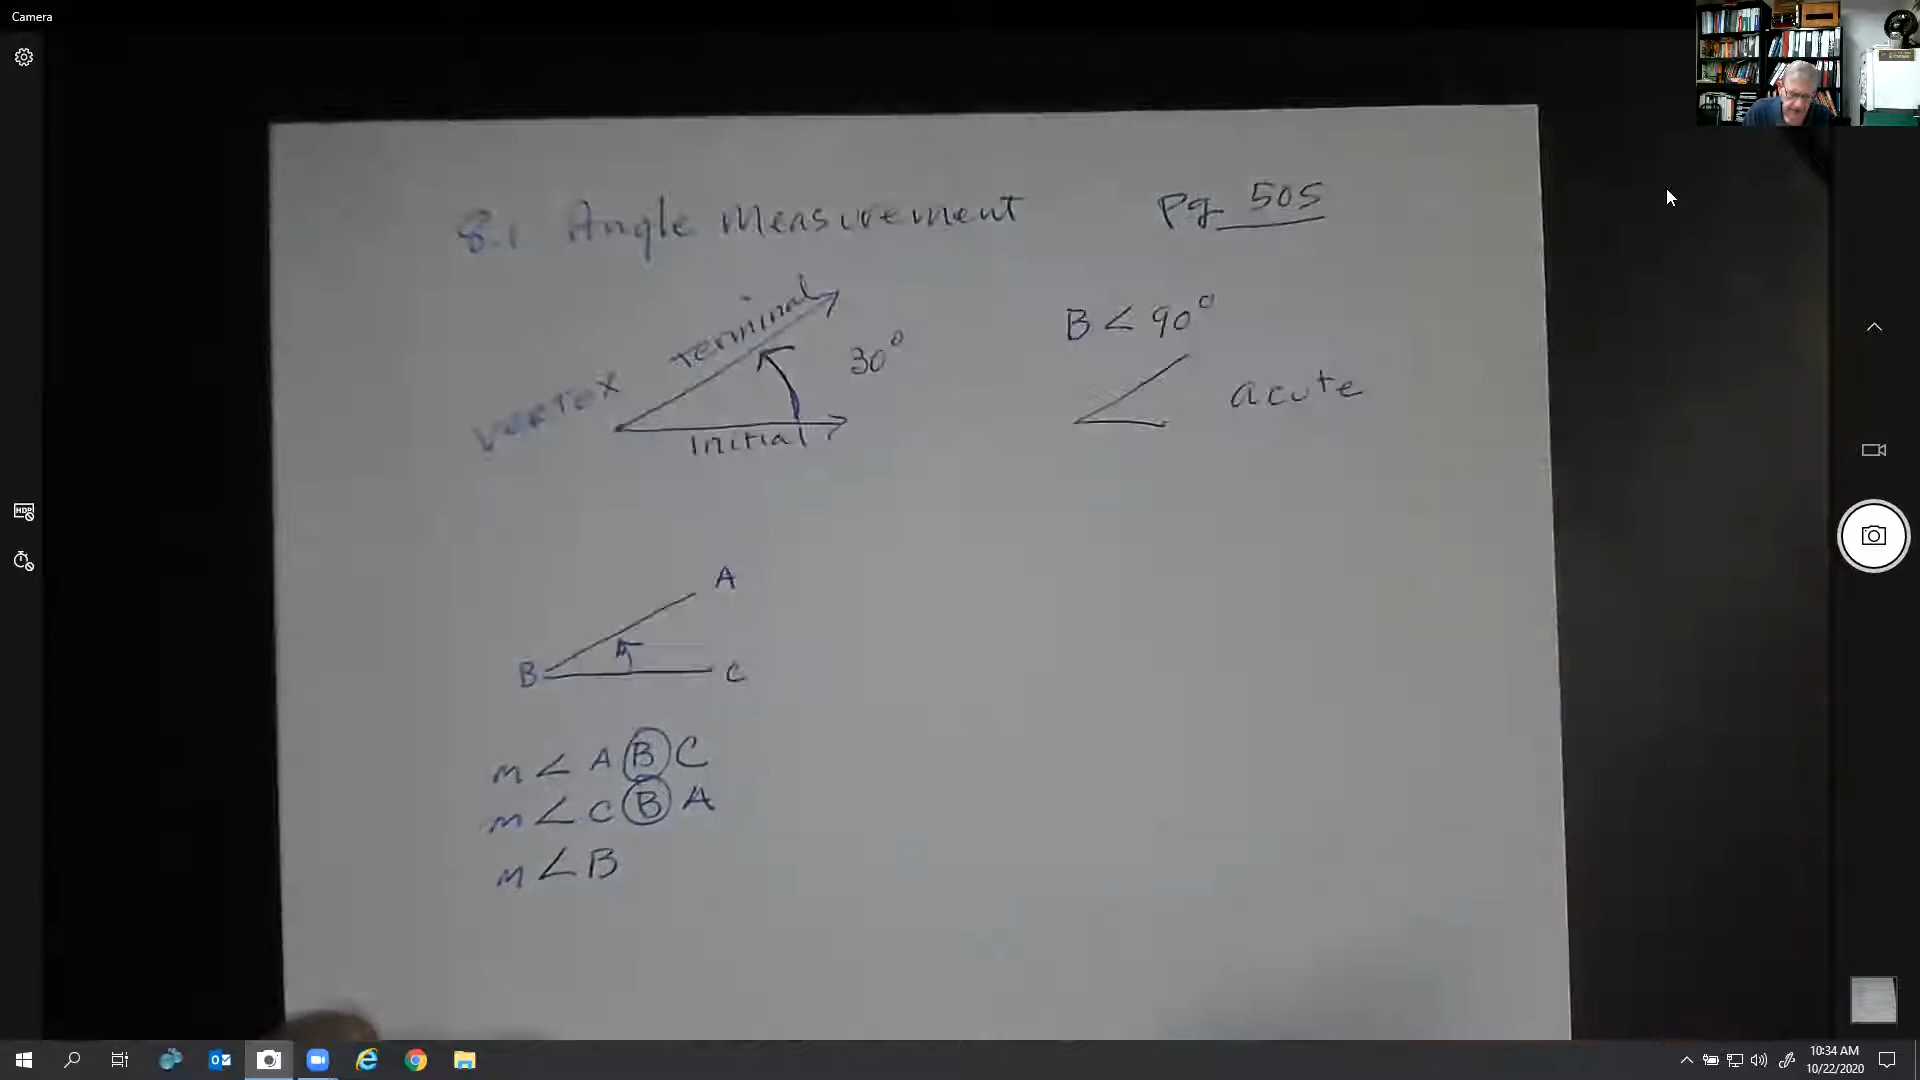 Camera
8.1 Angle Measurement
Pg 505
Vertex
Terminal
30°
Initial
B < 90°
acute
A
B
C
m∠ABC
m∠CBA
m∠B
HDR
10:34 AM
10/22/2020